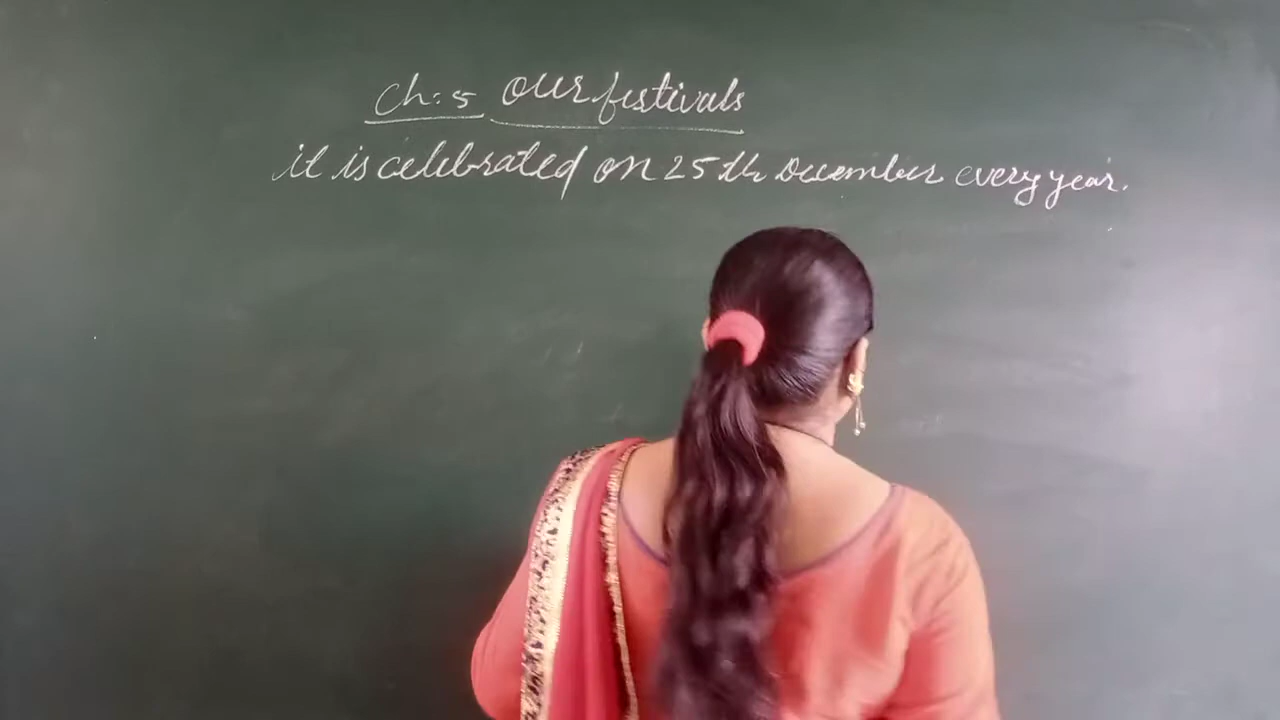 Ch: 5 Our festivals
it is celebrated on 25th December every year.